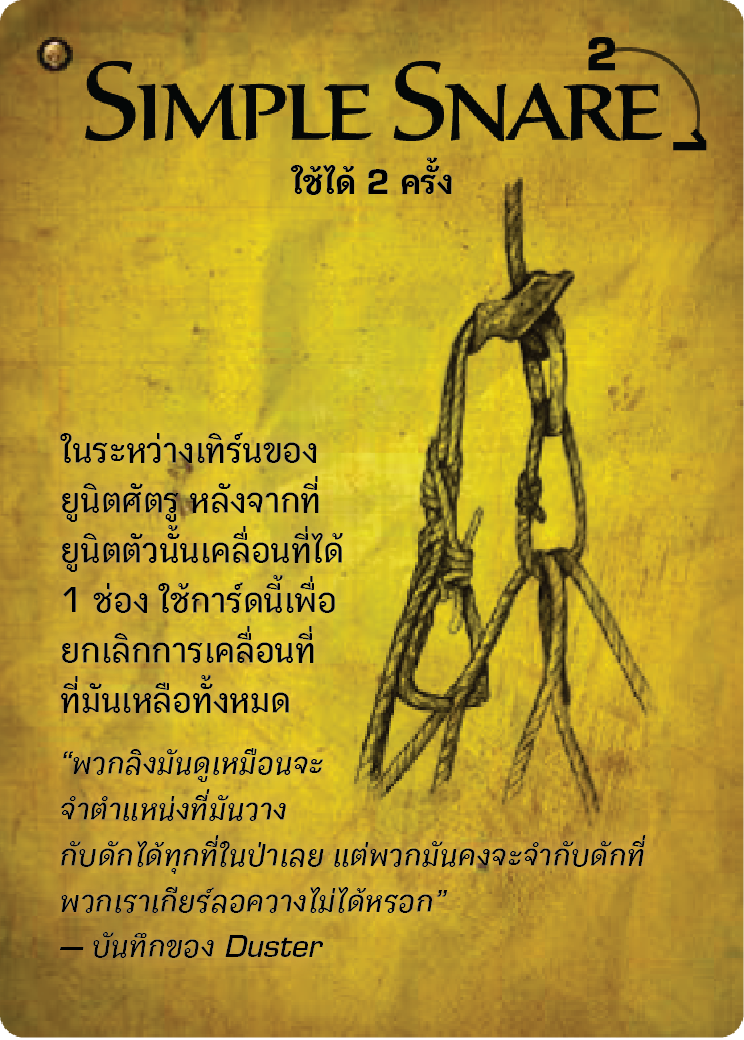 2
SIMPLE SNARE
ใช้ได้ 2 ครั้ง
ในระหว่างเทิร์นของ
ยูนิตศัตรู หลังจากที่
ยูนิตตัวนั้นเคลื่อนที่ได้
1 ช่อง ใช้การ์ดนี้เพื่อ
ยกเลิกการเคลื่อนที่
ที่มันเหลือทั้งหมด
“พวกลิงมันดูเหมือนจะ
จำตำแหน่งที่มันวาง
กับดักได้ทุกที่ในป่าเลย แต่พวกมันคงจะจำกับดักที่
พวกเราเกียร์ลอควางไม่ได้หรอก”
— บันทึกของ Duster